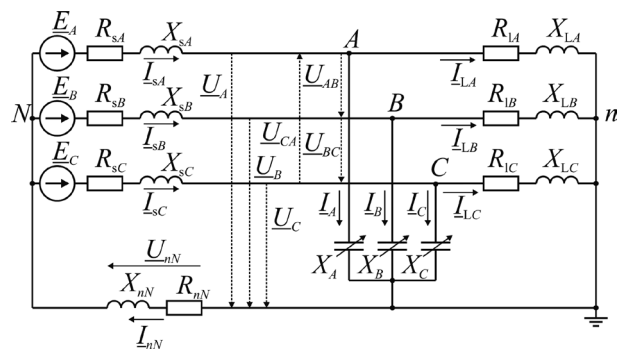 E_A R_sA X_sA A R_lA X_LA
I_sA U_A U_AB I_LA
N E_B R_sB X_sB B R_lB X_LB n
I_sB U_CA U_BC I_LB
E_C R_sC X_sC U_B C R_lC X_LC
I_sC U_C I_A I_B I_C I_LC
U_nN X_A X_B X_C
X_nN R_nN
I_nN